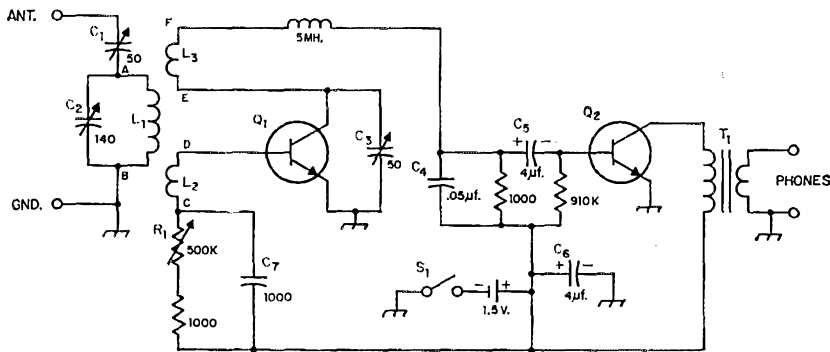 ANT.
C1
50
A
C2
140
L1
B
GND.
F
L3
E
5MH.
Q1
C3
50
D
L2
C
R1
500K
C7
1000
1000
C4
.05µf.
C5
+ −
4µf.
1000
910K
Q2
T1
PHONES
S1
− +
1.5 V.
C6
+ −
4µf.